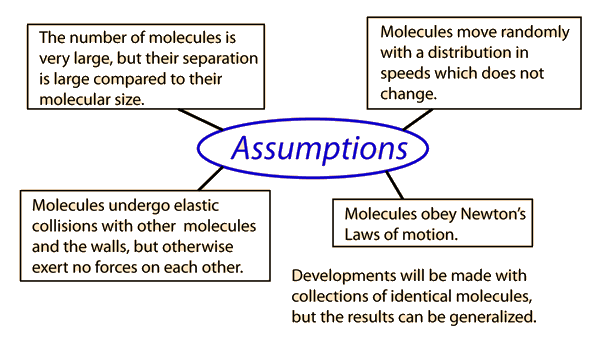 The number of molecules is
very large, but their separation
is large compared to their
molecular size.
Molecules move randomly
with a distribution in
speeds which does not
change.
Assumptions
Molecules undergo elastic
collisions with other molecules
and the walls, but otherwise
exert no forces on each other.
Molecules obey Newton's
Laws of motion.
Developments will be made with
collections of identical molecules,
but the results can be generalized.